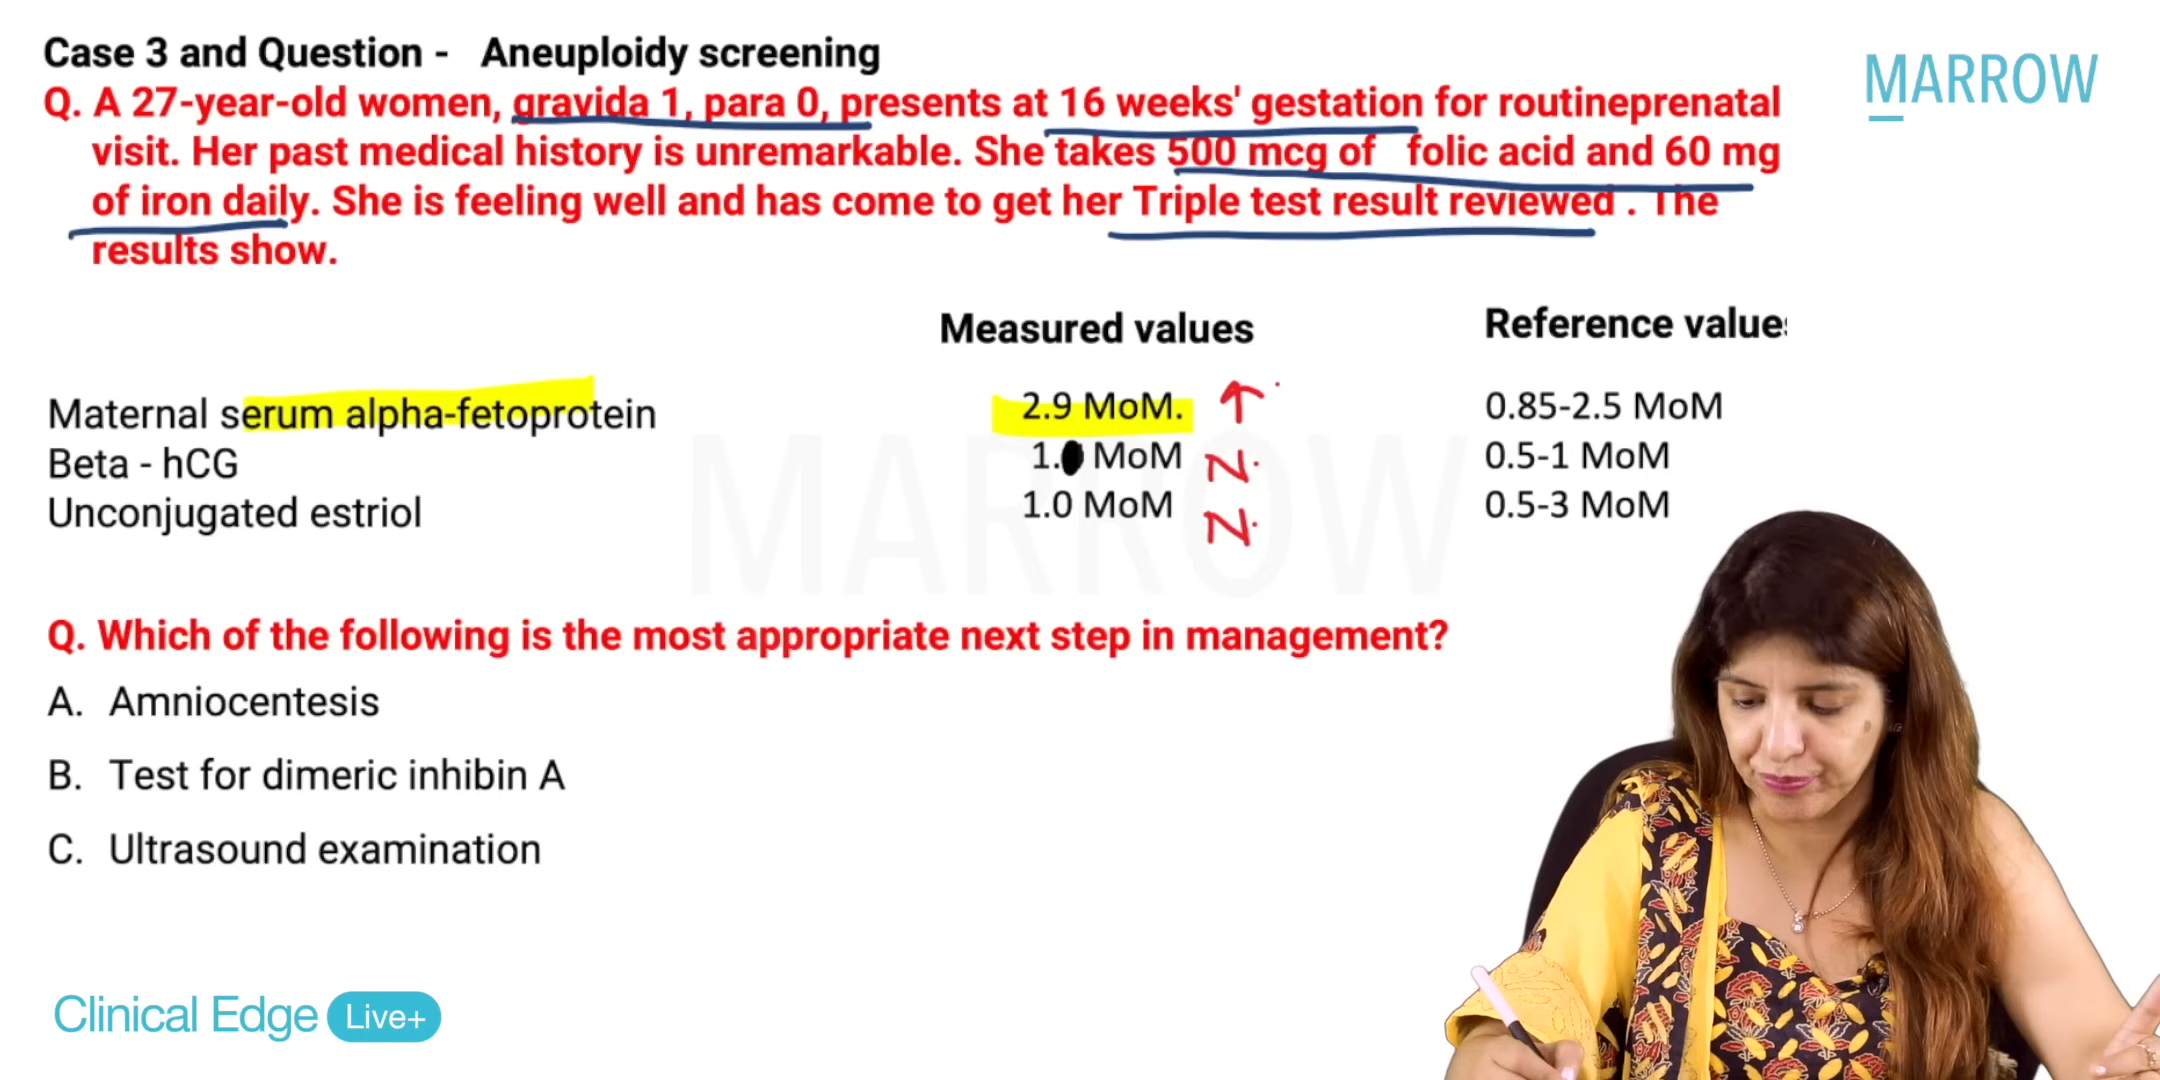 Case 3 and Question - Aneuploidy screening
MARROW
Q. A 27-year-old women, gravida 1, para 0, presents at 16 weeks' gestation for routineprenatal
visit. Her past medical history is unremarkable. She takes 500 mcg of folic acid and 60 mg
of iron daily. She is feeling well and has come to get her Triple test result reviewed . The
results show.
Measured values Reference values
Maternal serum alpha-fetoprotein 2.9 MoM. ↑ 0.85-2.5 MoM
Beta - hCG 1. MoM N. 0.5-1 MoM
Unconjugated estriol 1.0 MoM N. 0.5-3 MoM
MARROW
Q. Which of the following is the most appropriate next step in management?
A. Amniocentesis
B. Test for dimeric inhibin A
C. Ultrasound examination
Clinical Edge Live+